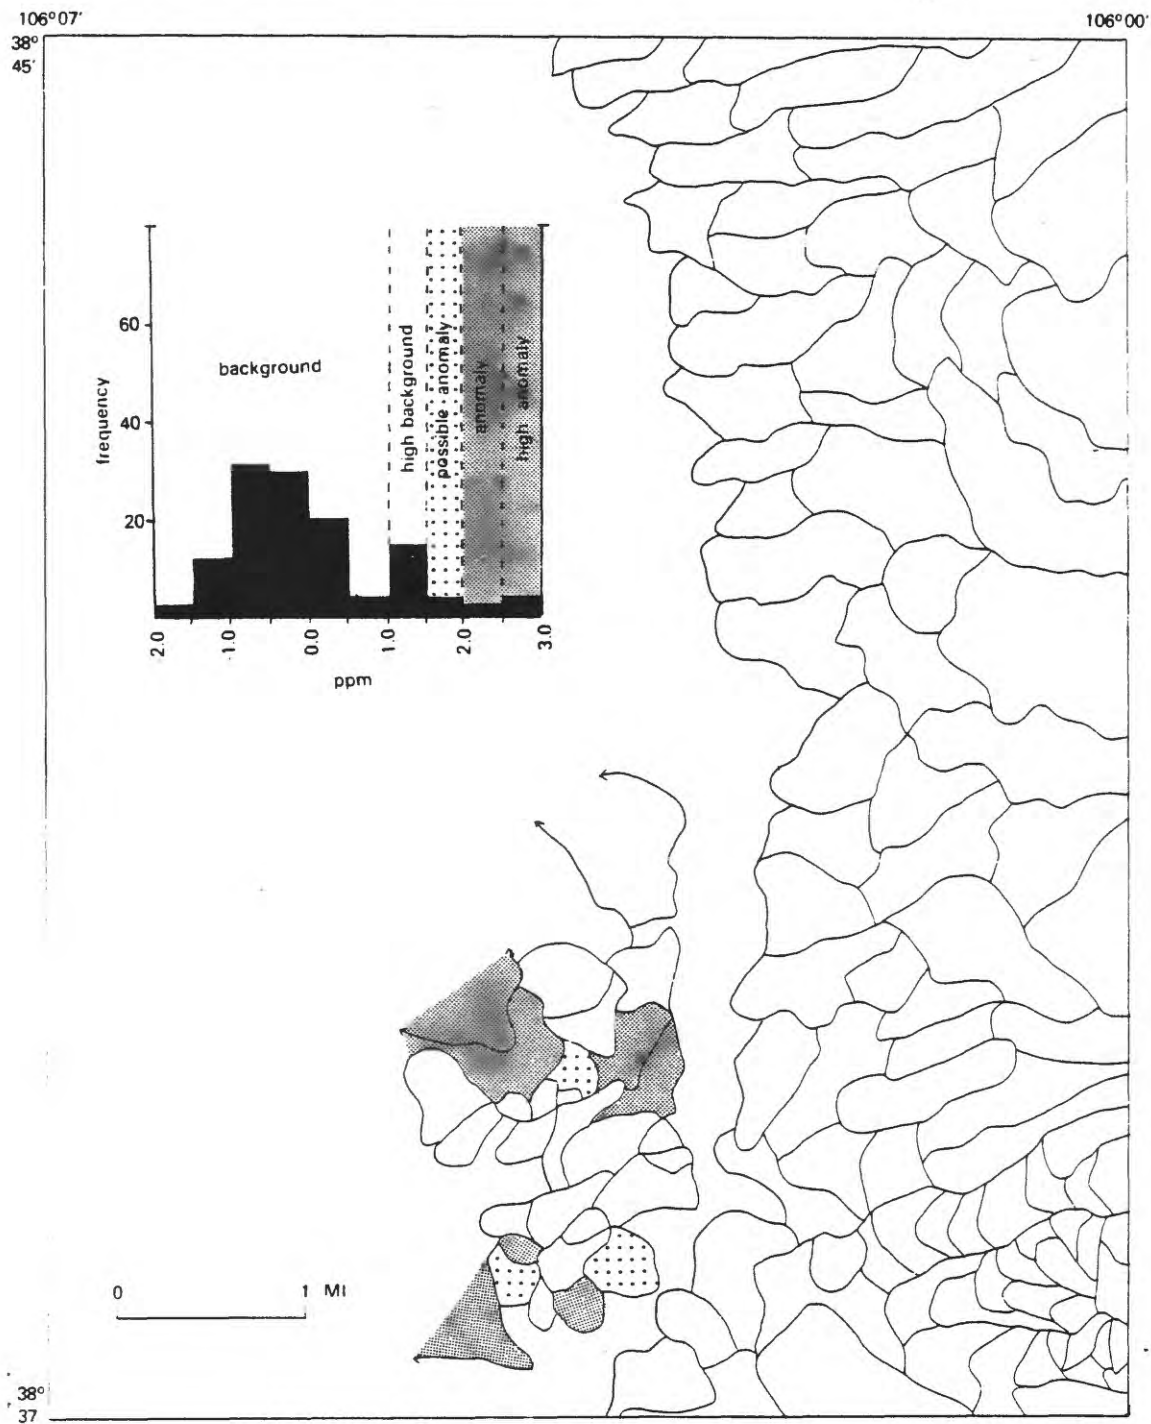 106°07′
106°00′
38°
45′
60
40
20
frequency
background
high background
possible anomaly
anomaly
high anomaly
2.0
1.0
0.0
1.0
2.0
3.0
ppm
0
1 MI
38°
37